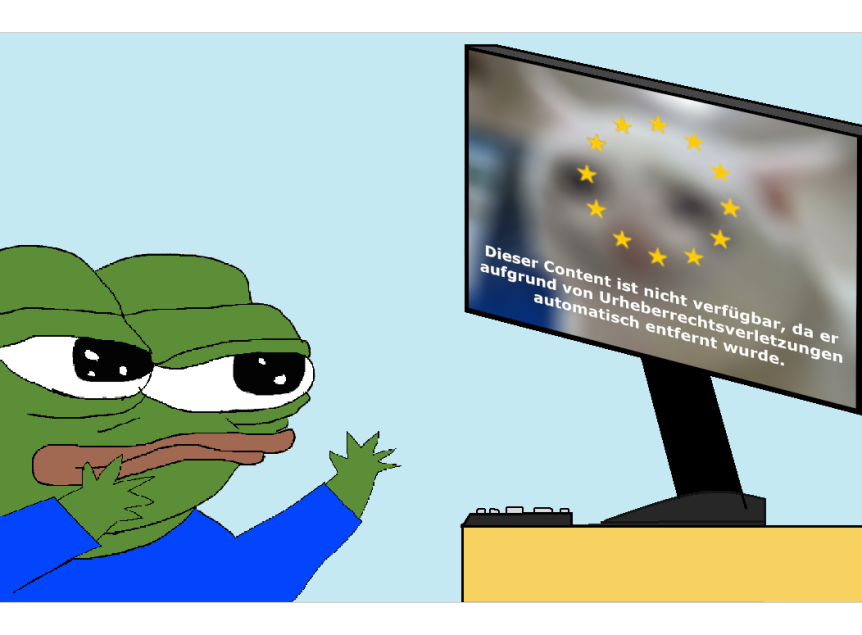 Dieser Content ist nicht verfügbar, da er
aufgrund von Urheberrechtsverletzungen
automatisch entfernt wurde.